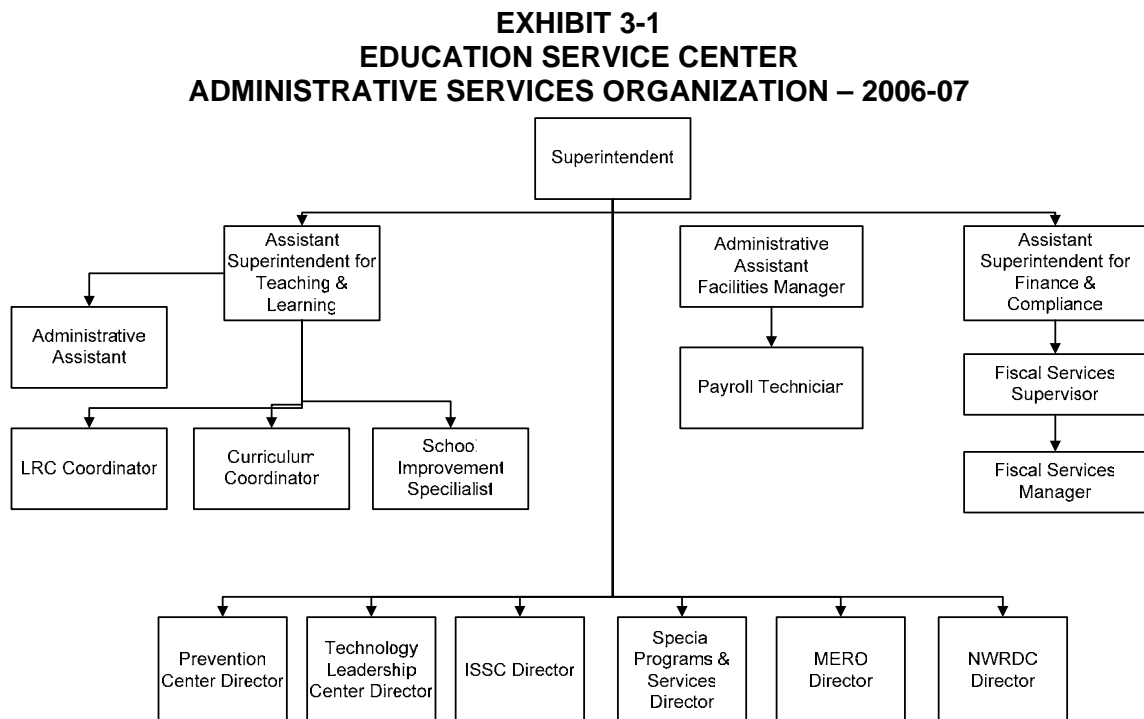 EXHIBIT 3-1
EDUCATION SERVICE CENTER
ADMINISTRATIVE SERVICES ORGANIZATION – 2006-07
Superintendent
Assistant
Superintendent for
Teaching &
Learning
Administrative
Assistant
Facilities Manager
Assistant
Superintendent for
Finance &
Compliance
Administrative
Assistant
Payroll Technician
Fiscal Services
Supervisor
LRC Coordinator
Curriculum
Coordinator
School
Improvement
Specilialist
Fiscal Services
Manager
Prevention
Center Director
Technology
Leadership
Center Director
ISSC Director
Specia
Programs &
Services
Director
MERO
Director
NWRDC
Director